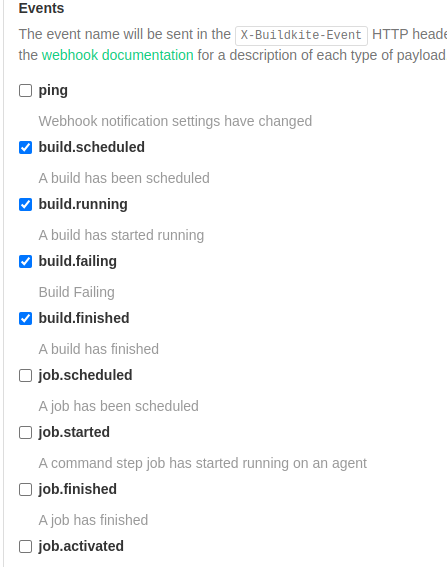 Events
The event name will be sent in the X-Buildkite-Event HTTP heade
the webhook documentation for a description of each type of payload
ping
Webhook notification settings have changed
build.scheduled
A build has been scheduled
build.running
A build has started running
build.failing
Build Failing
build.finished
A build has finished
job.scheduled
A job has been scheduled
job.started
A command step job has started running on an agent
job.finished
A job has finished
job.activated